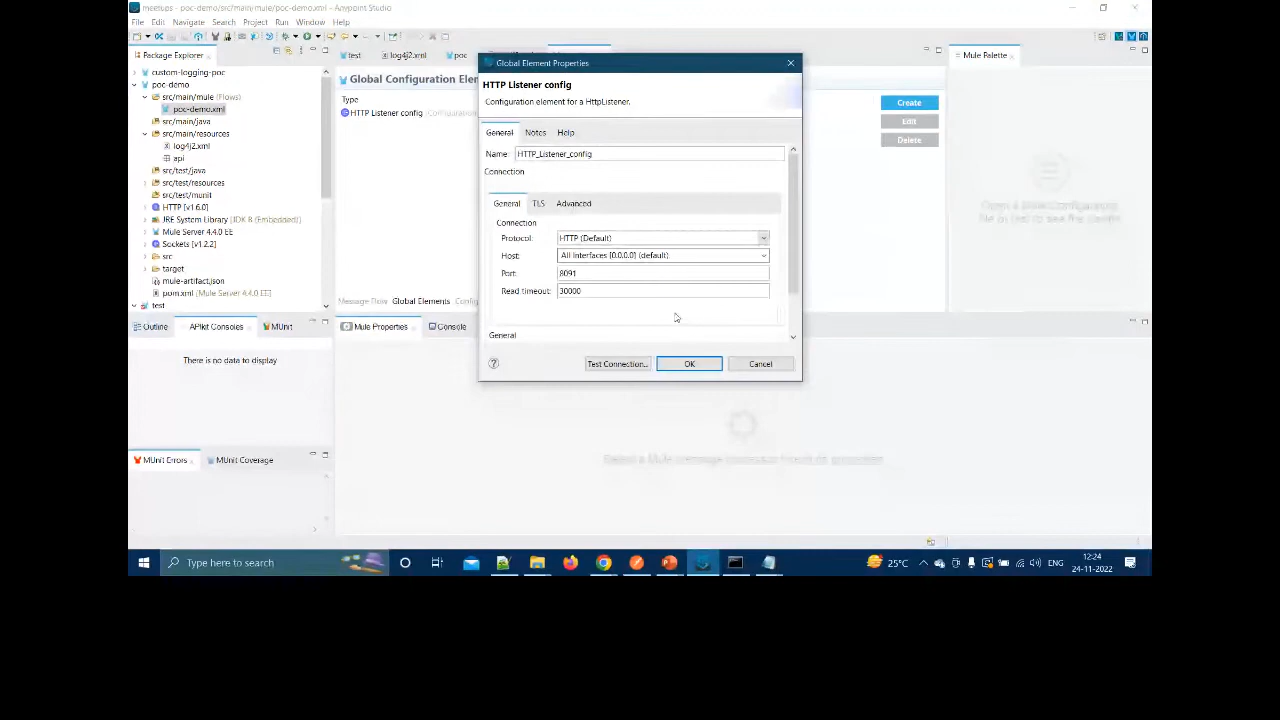 meetups - poc-demo/src/main/mule/poc-demo.xml - Anypoint Studio
File Edit Navigate Search Project Run Window Help
Package Explorer
custom-logging-poc
poc-demo
src/main/mule (Flows)
poc-demo.xml
src/main/java
src/main/resources
log4j2.xml
api
src/test/java
src/test/resources
src/test/munit
HTTP [v1.6.0]
JRE System Library [JDK 8 (Embedded)]
Mule Server 4.4.0 EE
Sockets [v1.2.2]
src
target
mule-artifact.json
pom.xml [Mule Server 4.4.0 EE]
test
test log4j2.xml poc
Global Configuration Elem
Type
HTTP Listener config (Configuration
Create
Edit
Delete
Message Flow Global Elements Config
Mule Palette
Global Element Properties
HTTP Listener config
Configuration element for a HttpListener.
General Notes Help
Name: HTTP_Listener_config
Connection
General TLS Advanced
Connection
Protocol: HTTP (Default)
Host: All Interfaces [0.0.0.0] (default)
Port: 8091
Read timeout: 30000
General
Test Connection... OK Cancel
Outline APIkit Consoles MUnit
There is no data to display
Mule Properties Console
MUnit Errors MUnit Coverage
Type here to search
25°C ENG
12:24
24-11-2022